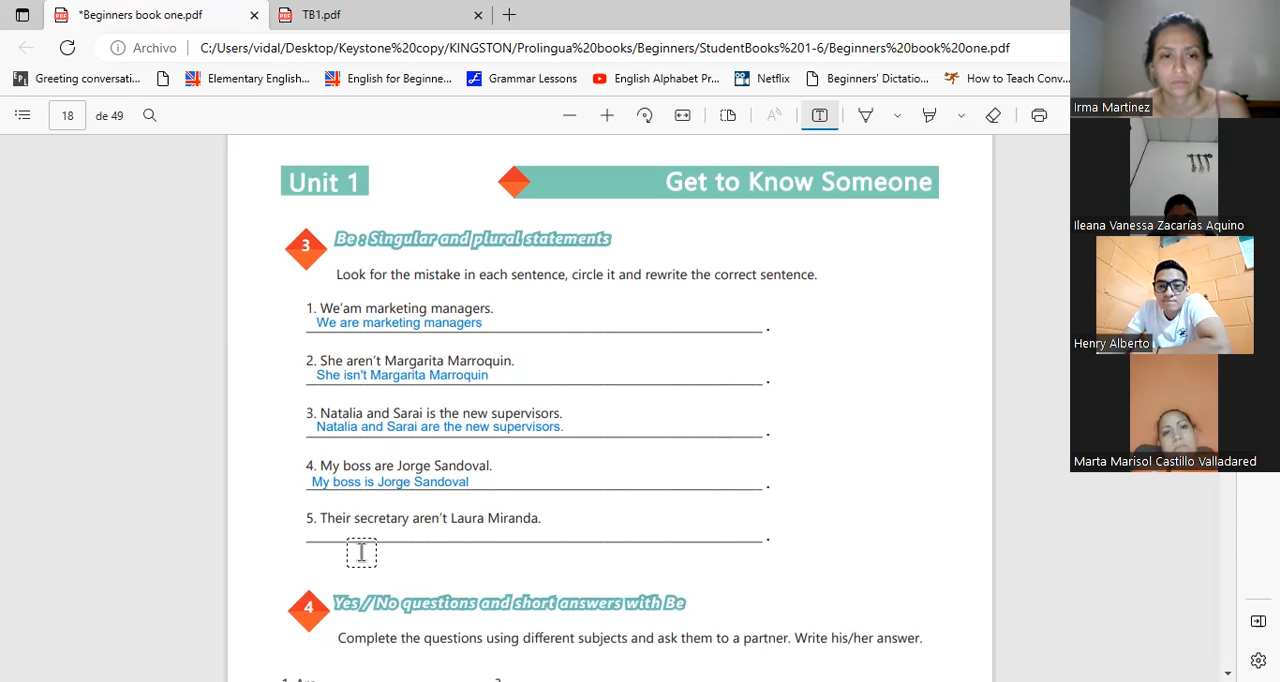 *Beginners book one.pdf
TB1.pdf
Archivo
C:/Users/vidal/Desktop/Keystone%20copy/KINGSTON/Prolingua%20books/Beginners/StudentBooks%201-6/Beginners%20book%20one.pdf
Greeting conversati...
Elementary English...
English for Beginne...
Grammar Lessons
English Alphabet Pr...
Netflix
Beginners' Dictatio...
How to Teach Conv...
18 de 49
Unit 1
Get to Know Someone
3 Be : Singular and plural statements
Look for the mistake in each sentence, circle it and rewrite the correct sentence.
1. We'am marketing managers.
We are marketing managers
2. She aren't Margarita Marroquin.
She isn't Margarita Marroquin
3. Natalia and Sarai is the new supervisors.
Natalia and Sarai are the new supervisors.
4. My boss are Jorge Sandoval.
My boss is Jorge Sandoval
5. Their secretary aren't Laura Miranda.
4 Yes / No questions and short answers with Be
Complete the questions using different subjects and ask them to a partner. Write his/her answer.
Irma Martinez
Ileana Vanessa Zacarías Aquino
Henry Alberto
Marta Marisol Castillo Valladared